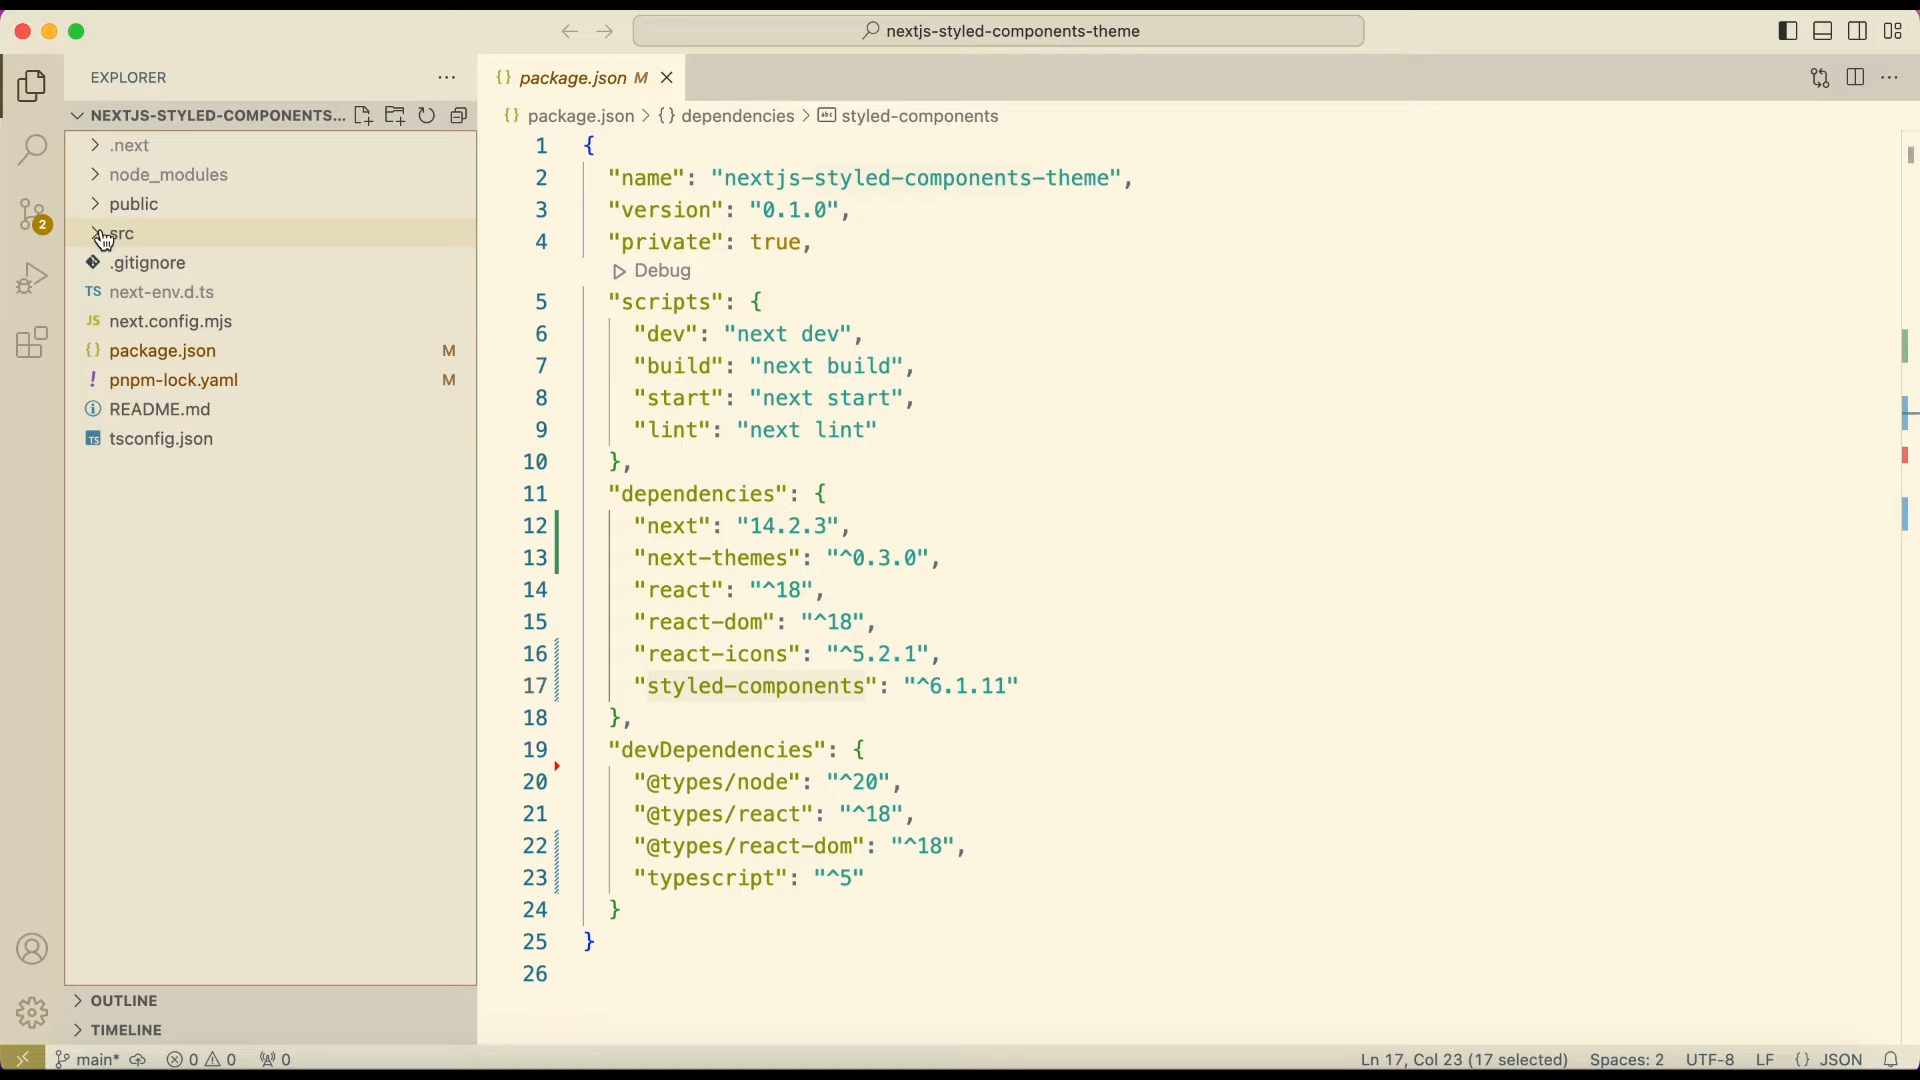 nextjs-styled-components-theme
EXPLORER
NEXTJS-STYLED-COMPONENTS...
.next
node_modules
public
src
.gitignore
TS next-env.d.ts
JS next.config.mjs
{} package.json M
! pnpm-lock.yaml M
README.md
TS tsconfig.json
OUTLINE
TIMELINE
{} package.json M
{} package.json > {} dependencies > abc styled-components
1 {
2 "name": "nextjs-styled-components-theme",
3 "version": "0.1.0",
4 "private": true,
Debug
5 "scripts": {
6 "dev": "next dev",
7 "build": "next build",
8 "start": "next start",
9 "lint": "next lint"
10 },
11 "dependencies": {
12 "next": "14.2.3",
13 "next-themes": "^0.3.0",
14 "react": "^18",
15 "react-dom": "^18",
16 "react-icons": "^5.2.1",
17 "styled-components": "^6.1.11"
18 },
19 "devDependencies": {
20 "@types/node": "^20",
21 "@types/react": "^18",
22 "@types/react-dom": "^18",
23 "typescript": "^5"
24 }
25 }
26
2
main* 0 0 0
Ln 17, Col 23 (17 selected) Spaces: 2 UTF-8 LF {} JSON